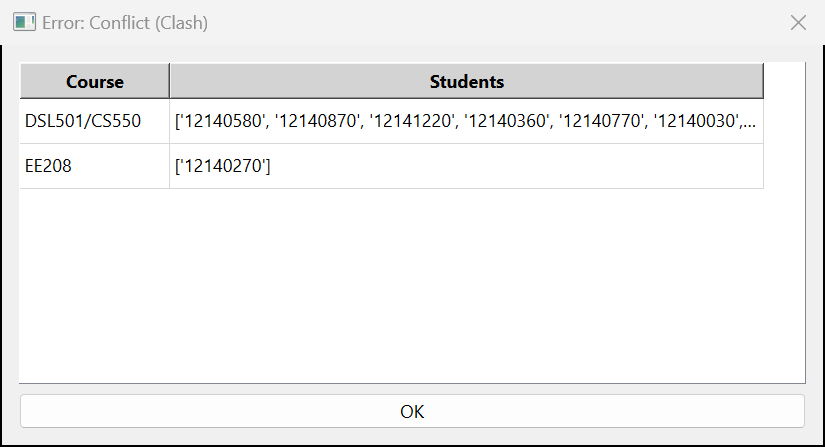 Error: Conflict (Clash)
Course Students
DSL501/CS550 ['12140580', '12140870', '12141220', '12140360', '12140770', '12140030',...
EE208 ['12140270']
OK